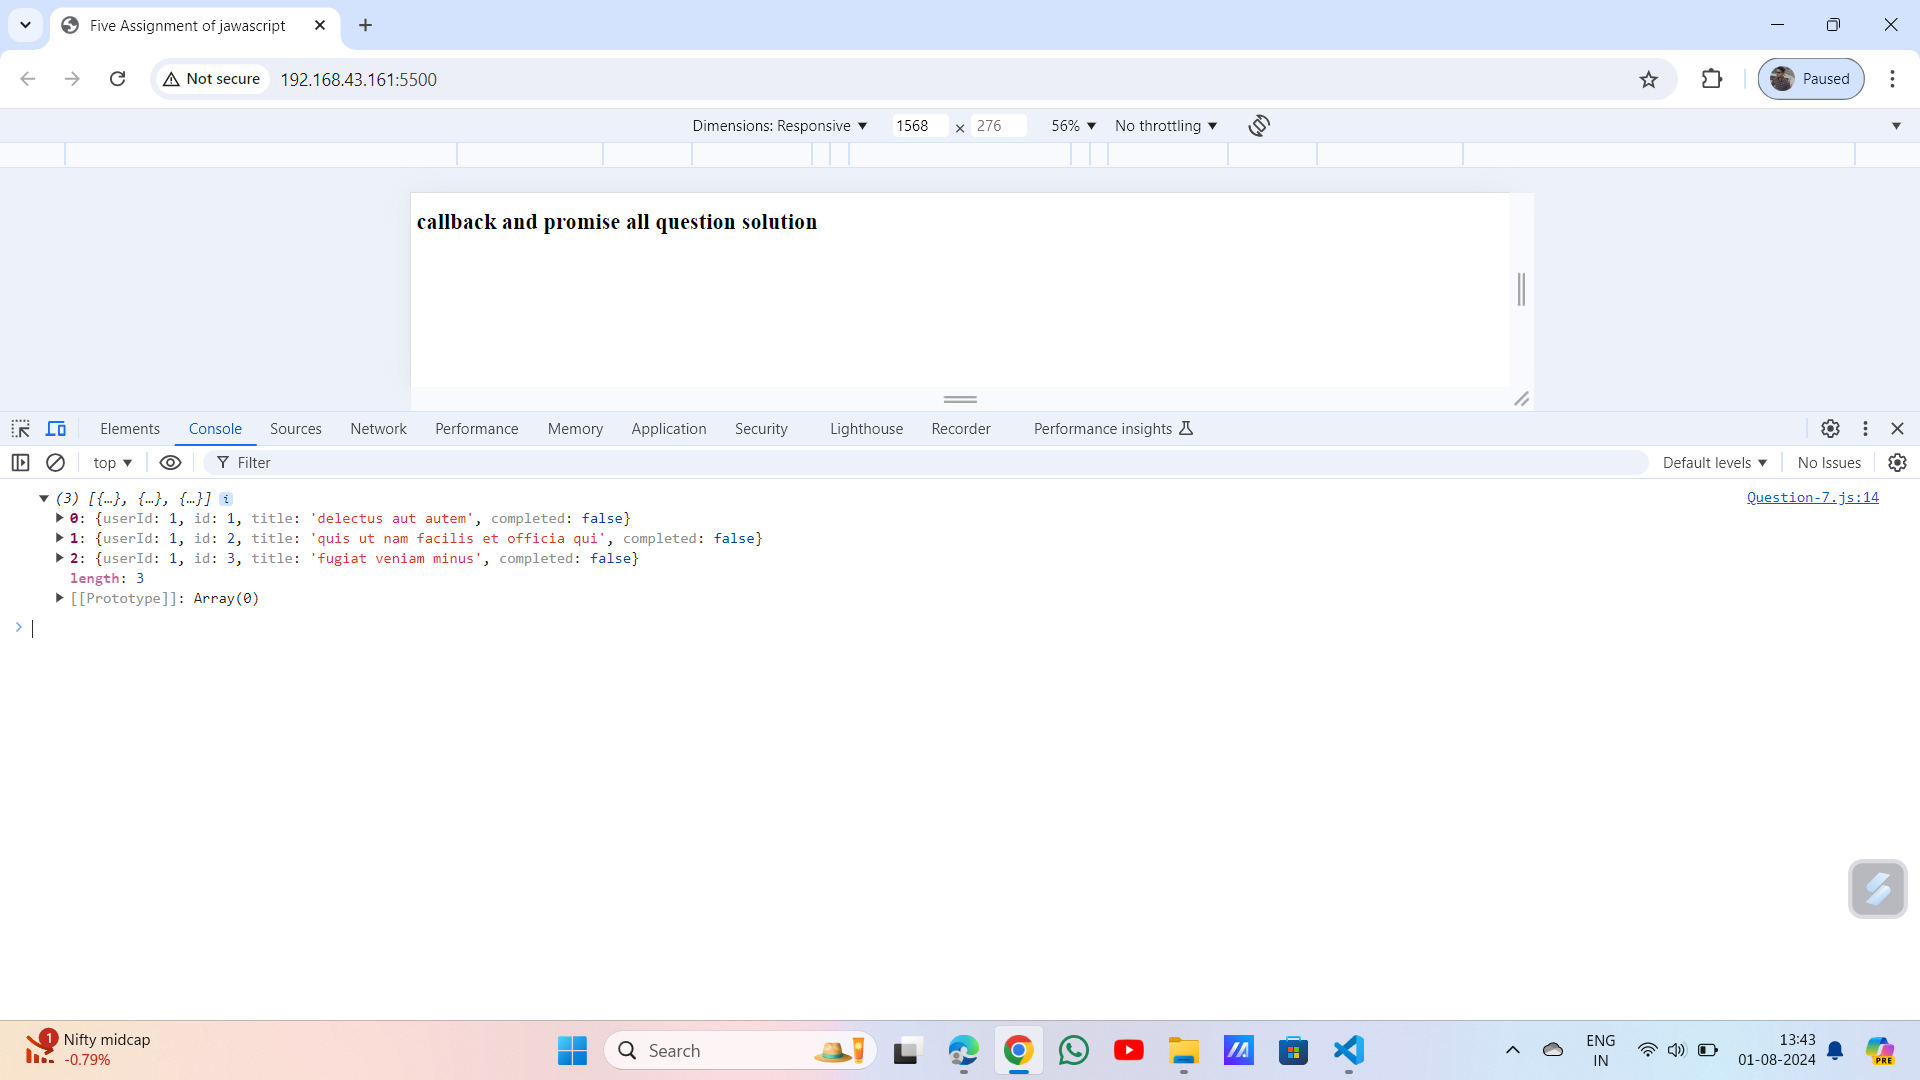 Five Assignment of jawascript
Not secure 192.168.43.161:5500 Paused
Dimensions: Responsive 1568 × 276 56% No throttling
callback and promise all question solution
Elements Console Sources Network Performance Memory Application Security Lighthouse Recorder Performance insights
top Filter Default levels No Issues
(3) [{…}, {…}, {…}] i Question-7.js:14
0: {userId: 1, id: 1, title: 'delectus aut autem', completed: false}
1: {userId: 1, id: 2, title: 'quis ut nam facilis et officia qui', completed: false}
2: {userId: 1, id: 3, title: 'fugiat veniam minus', completed: false}
length: 3
[[Prototype]]: Array(0)
1 Nifty midcap
-0.79%
Search
ENG
IN
13:43
01-08-2024
PRE